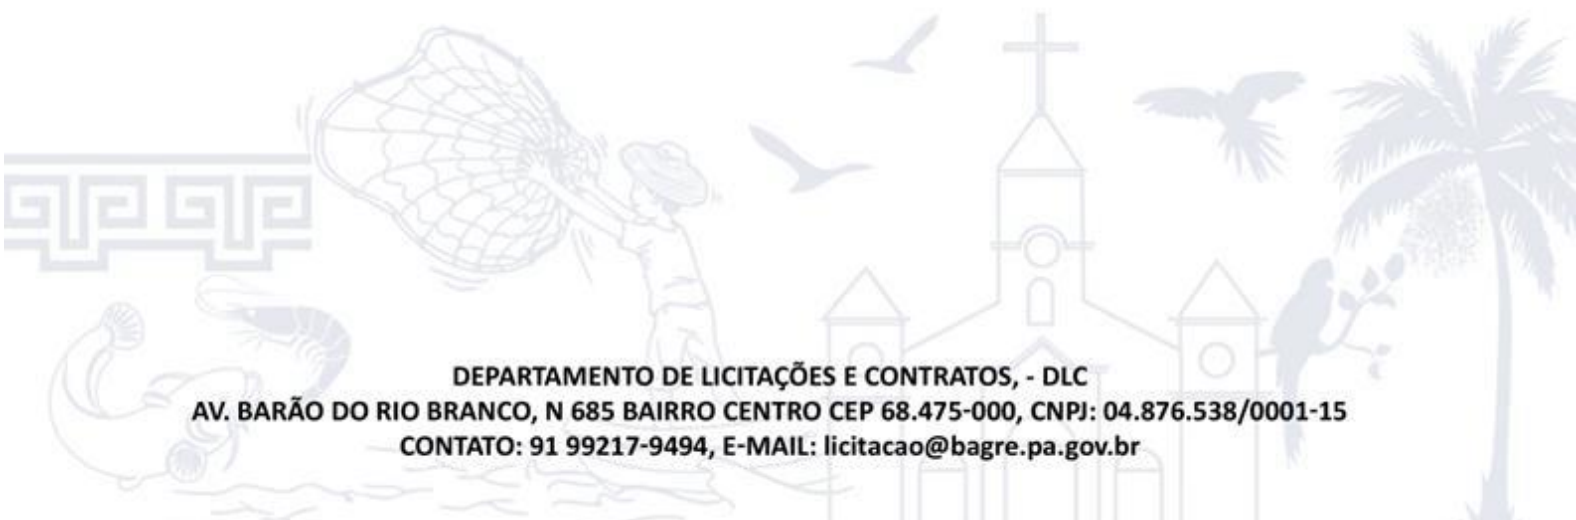 DEPARTAMENTO DE LICITAÇÕES E CONTRATOS, - DLC
AV. BARÃO DO RIO BRANCO, N 685 BAIRRO CENTRO CEP 68.475-000, CNPJ: 04.876.538/0001-15
CONTATO: 91 99217-9494, E-MAIL: licitacao@bagre.pa.gov.br